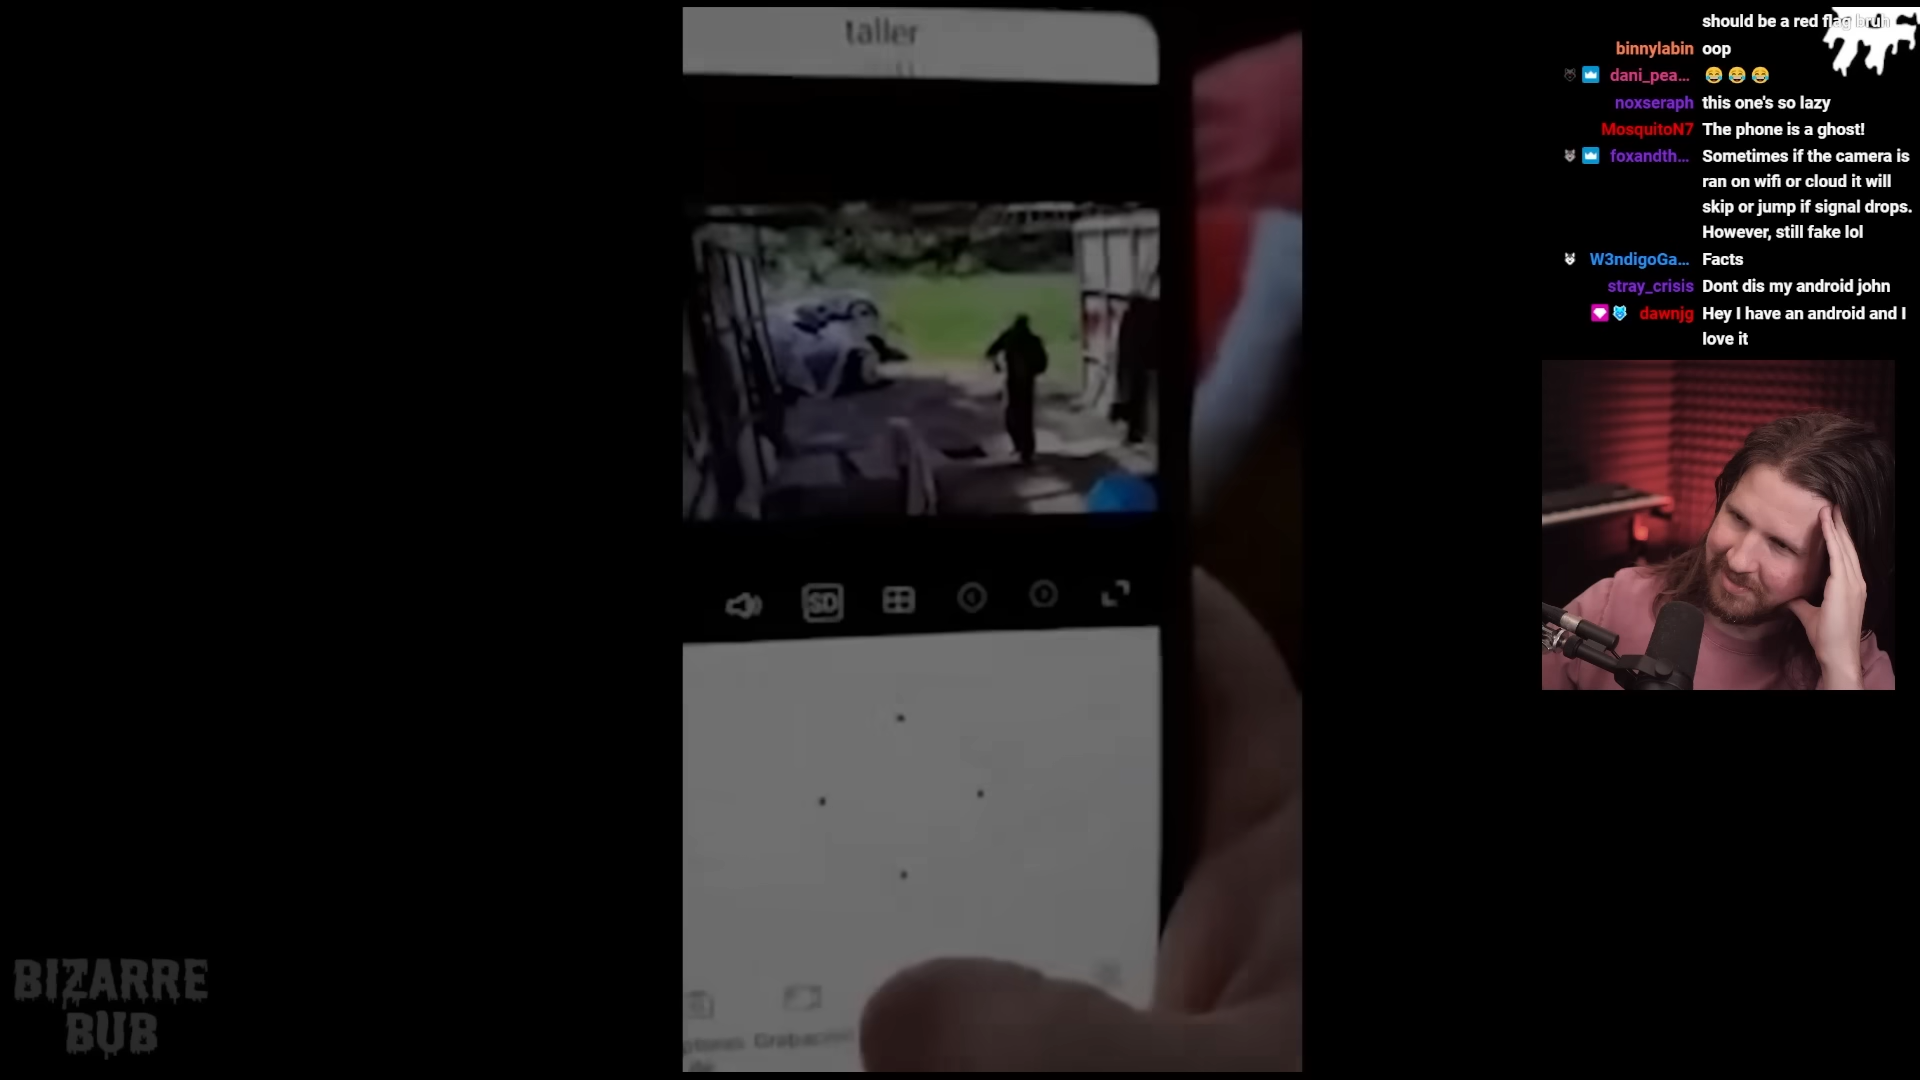 taller
SD
Grabación
BIZARRE
BUB
should be a red flag bruh
binnylabin oop
dani_pea... 😂 😂 😂
noxseraph this one's so lazy
MosquitoN7 The phone is a ghost!
foxandth... Sometimes if the camera is
ran on wifi or cloud it will
skip or jump if signal drops.
However, still fake lol
W3ndigoGa... Facts
stray_crisis Dont dis my android john
dawnjg Hey I have an android and I
love it